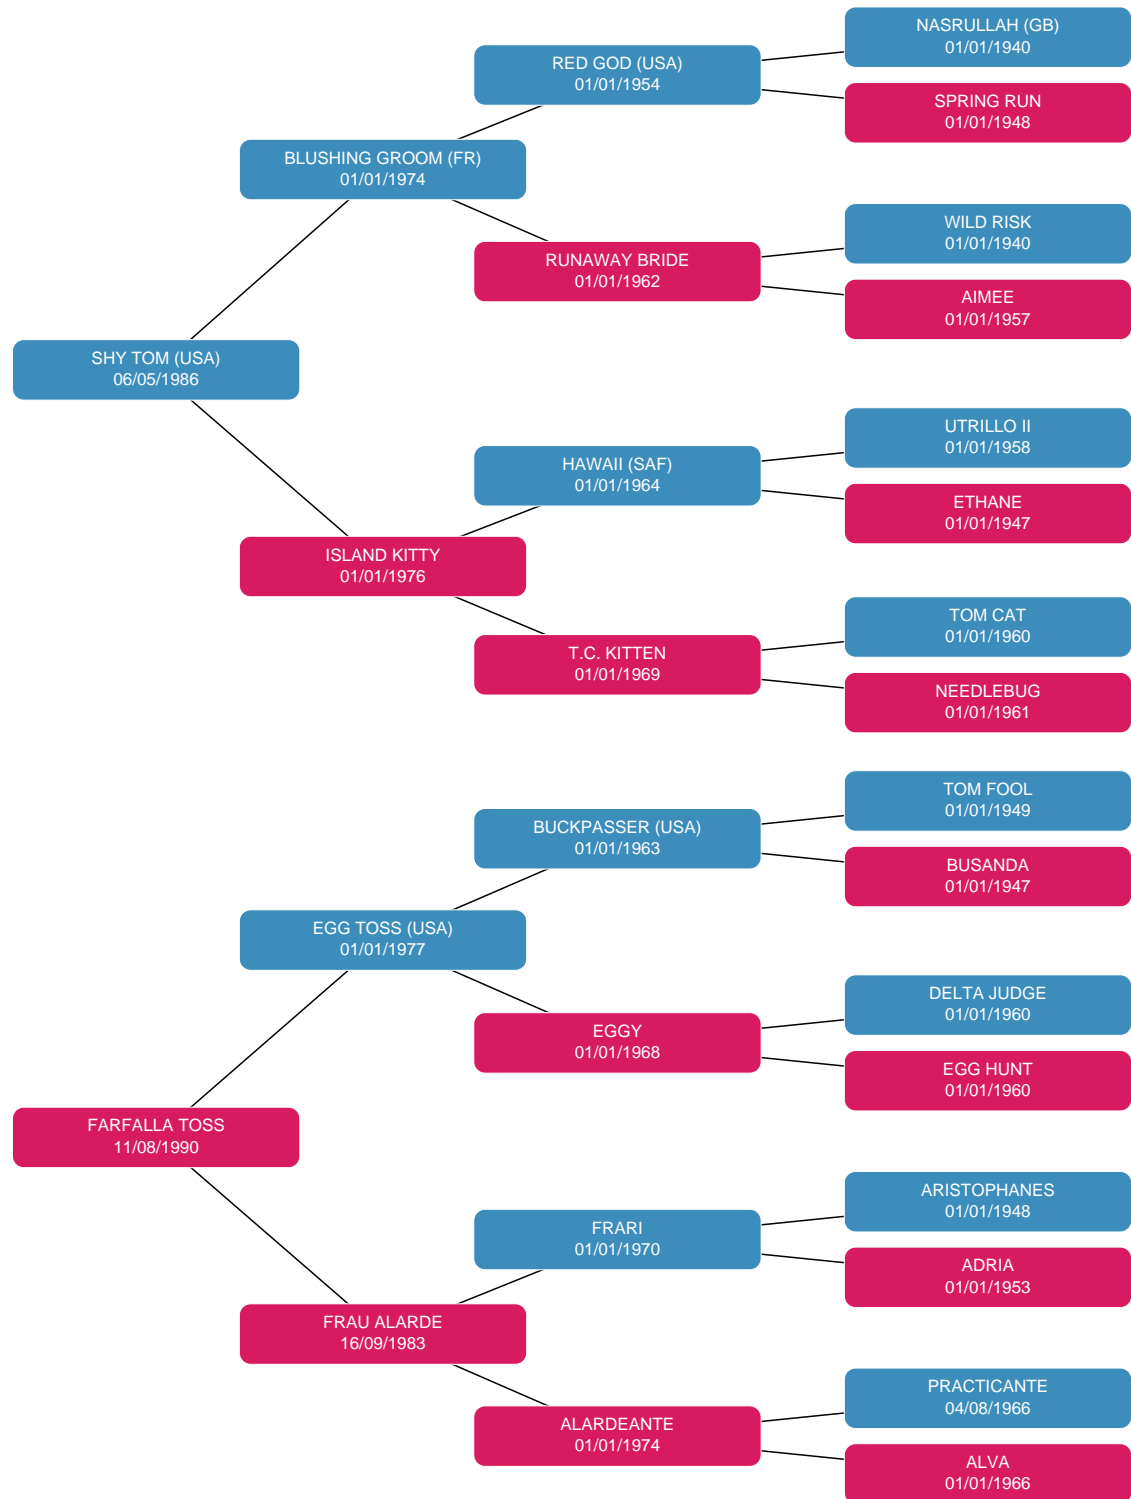 NASRULLAH (GB)
01/01/1940
RED GOD (USA)
01/01/1954
SPRING RUN
01/01/1948
BLUSHING GROOM (FR)
01/01/1974
WILD RISK
01/01/1940
RUNAWAY BRIDE
01/01/1962
AIMEE
01/01/1957
SHY TOM (USA)
06/05/1986
UTRILLO II
01/01/1958
HAWAII (SAF)
01/01/1964
ETHANE
01/01/1947
ISLAND KITTY
01/01/1976
TOM CAT
01/01/1960
T.C. KITTEN
01/01/1969
NEEDLEBUG
01/01/1961
TOM FOOL
01/01/1949
BUCKPASSER (USA)
01/01/1963
BUSANDA
01/01/1947
EGG TOSS (USA)
01/01/1977
DELTA JUDGE
01/01/1960
EGGY
01/01/1968
EGG HUNT
01/01/1960
FARFALLA TOSS
11/08/1990
ARISTOPHANES
01/01/1948
FRARI
01/01/1970
ADRIA
01/01/1953
FRAU ALARDE
16/09/1983
PRACTICANTE
04/08/1966
ALARDEANTE
01/01/1974
ALVA
01/01/1966